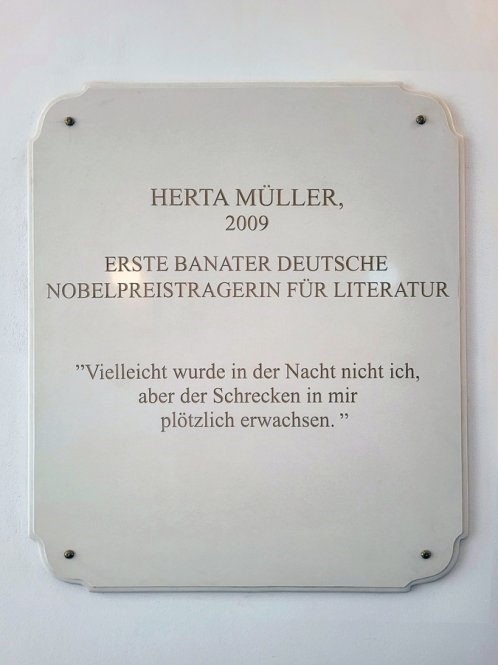 HERTA MÜLLER,
2009
ERSTE BANATER DEUTSCHE
NOBELPREISTRAGERIN FÜR LITERATUR
”Vielleicht wurde in der Nacht nicht ich,
aber der Schrecken in mir
plötzlich erwachsen. ”